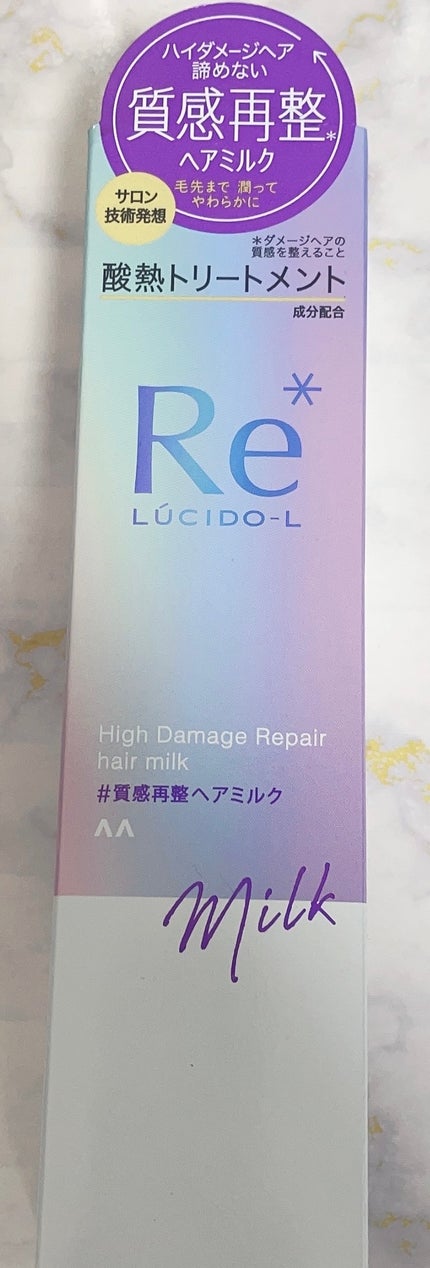 ハイダメージヘア
諦めない
質感再整*
ヘアミルク
毛先まで 潤って
やわらかに
サロン
技術発想
*ダメージヘアの
質感を整えること
酸熱トリートメント
成分配合
Re*
LÚCIDO-L
High Damage Repair
hair milk
#質感再整ヘアミルク
Milk